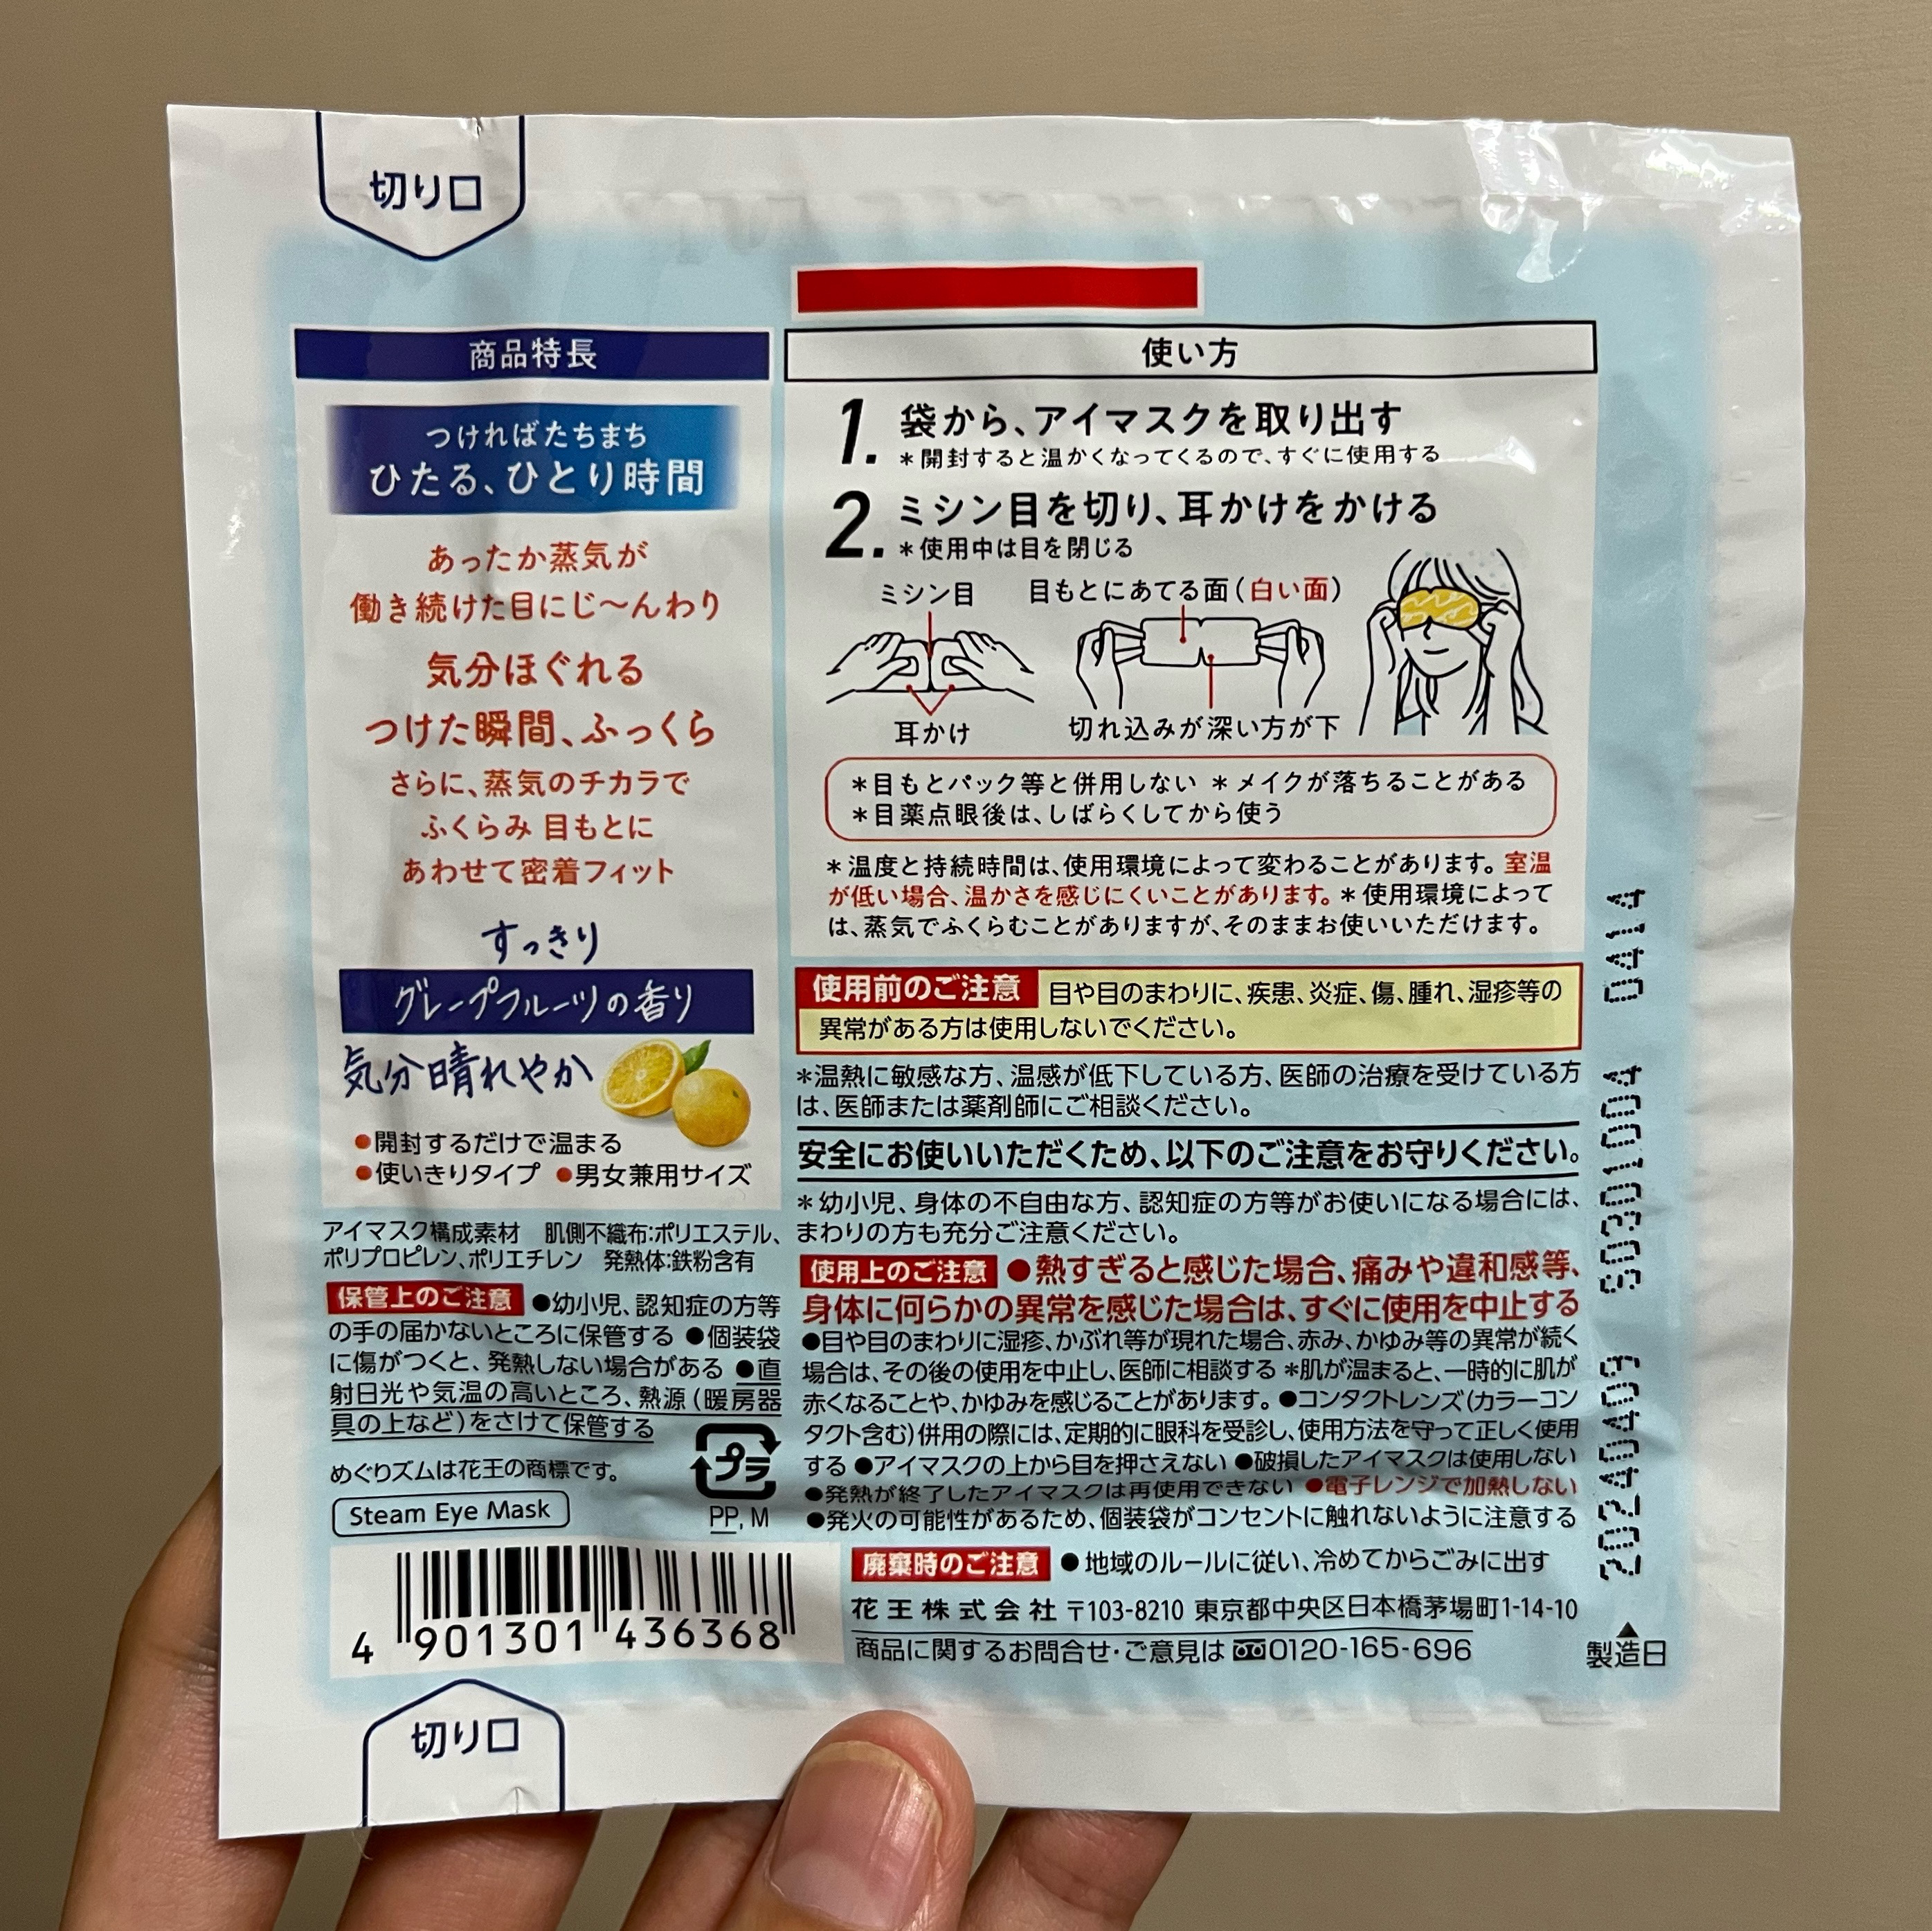 切り口
商品特長
つければたちまち
ひたる、ひとり時間
あったか蒸気が
働き続けた目にじ〜んわり
気分ほぐれる
つけた瞬間、ふっくら
さらに、蒸気のチカラで
ふくらみ 目もとに
あわせて密着フィット
すっきり
グレープフルーツの香り
気分晴れやか
●開封するだけで温まる
●使いきりタイプ ●男女兼用サイズ
アイマスク構成素材 肌側不織布:ポリエステル、
ポリプロピレン、ポリエチレン 発熱体:鉄粉含有
保管上のご注意 ●幼小児、認知症の方等
の手の届かないところに保管する ●個装袋
に傷がつくと、発熱しない場合がある ●直
射日光や気温の高いところ、熱源(暖房器
具の上など)をさけて保管する
めぐりズムは花王の商標です。
Steam Eye Mask
プラ
PP, M
4 901301 436368
切り口
使い方
1. 袋から、アイマスクを取り出す
＊開封すると温かくなってくるので、すぐに使用する
2. ミシン目を切り、耳かけをかける
＊使用中は目を閉じる
ミシン目 目もとにあてる面(白い面)
耳かけ 切れ込みが深い方が下
＊目もとパック等と併用しない ＊メイクが落ちることがある
＊目薬点眼後は、しばらくしてから使う
＊温度と持続時間は、使用環境によって変わることがあります。室温
が低い場合、温かさを感じにくいことがあります。＊使用環境によって
は、蒸気でふくらむことがありますが、そのままお使いいただけます。
使用前のご注意 目や目のまわりに、疾患、炎症、傷、腫れ、湿疹等の
異常がある方は使用しないでください。
＊温熱に敏感な方、温感が低下している方、医師の治療を受けている方
は、医師または薬剤師にご相談ください。
安全にお使いいただくため、以下のご注意をお守りください。
＊幼小児、身体の不自由な方、認知症の方等がお使いになる場合には、
まわりの方も充分ご注意ください。
使用上のご注意 ●熱すぎると感じた場合、痛みや違和感等、
身体に何らかの異常を感じた場合は、すぐに使用を中止する
●目や目のまわりに湿疹、かぶれ等が現れた場合、赤み、かゆみ等の異常が続く
場合は、その後の使用を中止し、医師に相談する ＊肌が温まると、一時的に肌が
赤くなることや、かゆみを感じることがあります。●コンタクトレンズ(カラーコン
タクト含む)併用の際には、定期的に眼科を受診し、使用方法を守って正しく使用
する ●アイマスクの上から目を押さえない ●破損したアイマスクは使用しない
●発熱が終了したアイマスクは再使用できない ●電子レンジで加熱しない
●発火の可能性があるため、個装袋がコンセントに触れないように注意する
廃棄時のご注意 ●地域のルールに従い、冷めてからごみに出す
花王株式会社 〒103-8210 東京都中央区日本橋茅場町1-14-10
商品に関するお問合せ・ご意見は 0120-165-696
製造日